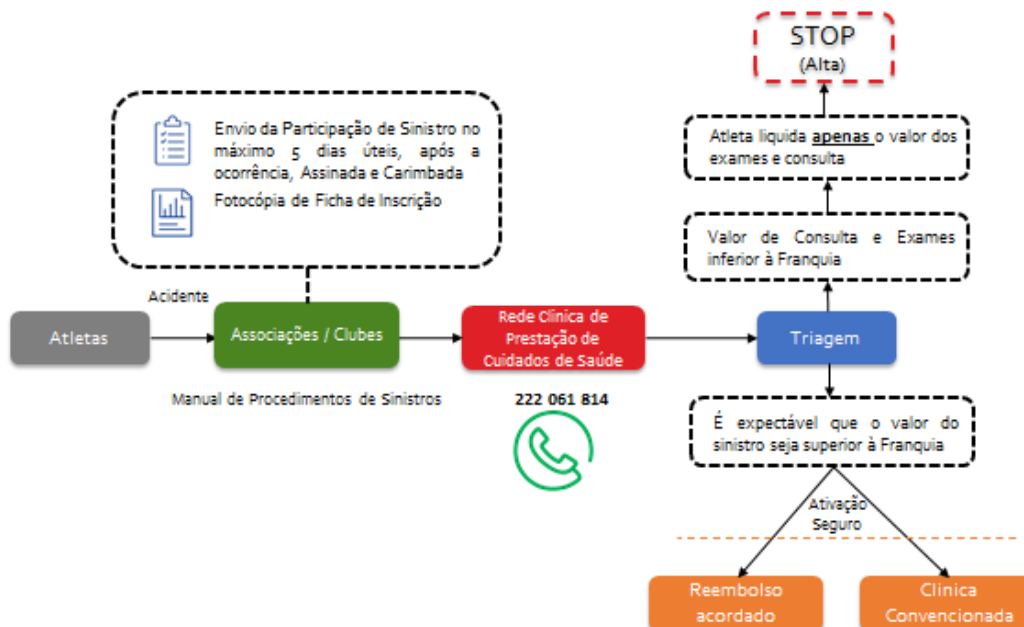 STOP
(Alta)
Envio da Participação de Sinistro no
máximo 5 dias úteis, após a
ocorrência, Assinada e Carimbada
Fotocópia de Ficha de Inscrição
Atleta liquida apenas o valor dos
exames e consulta
Valor de Consulta e Exames
inferior à Franquia
Acidente
Atletas
Associações / Clubes
Rede Clinica de
Prestação de
Cuidados de Saúde
Triagem
Manual de Procedimentos de Sinistros
222 061 814
É expectável que o valor do
sinistro seja superior à Franquia
Ativação
Seguro
Reembolso
acordado
Clinica
Convencionada